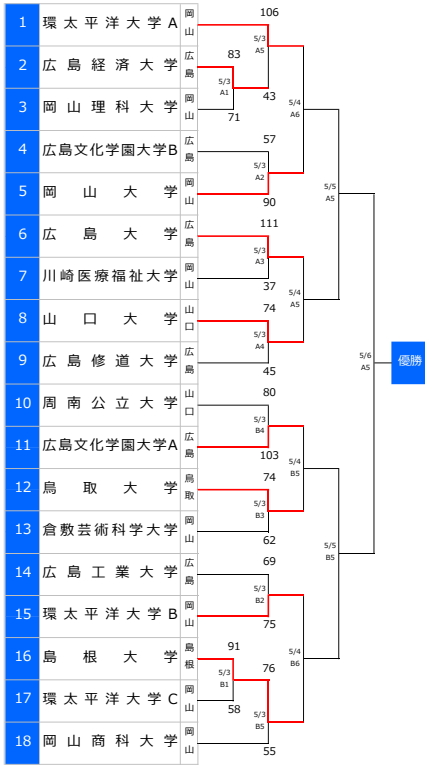 1 環太平洋大学A 岡山 106
5/3 A5
2 広島経済大学 広島 83
5/3 A1
43
5/4 A6
3 岡山理科大学 岡山 71
4 広島文化学園大学B 広島 57
5/3 A2
5 岡山大学 岡山 90
5/5 A5
6 広島大学 広島 111
5/3 A3
7 川崎医療福祉大学 岡山 37
5/4 A5
8 山口大学 山口 74
5/3 A4
9 広島修道大学 広島 45
5/6 A5
優勝
10 周南公立大学 山口 80
5/3 B4
11 広島文化学園大学A 広島 103
5/4 B5
12 鳥取大学 鳥取 74
5/3 B3
13 倉敷芸術科学大学 岡山 62
5/5 B5
14 広島工業大学 広島 69
5/3 B2
15 環太平洋大学B 岡山 75
5/4 B6
16 島根大学 島根 91
5/3 B1
76
17 環太平洋大学C 岡山 58
5/3 B5
18 岡山商科大学 岡山 55